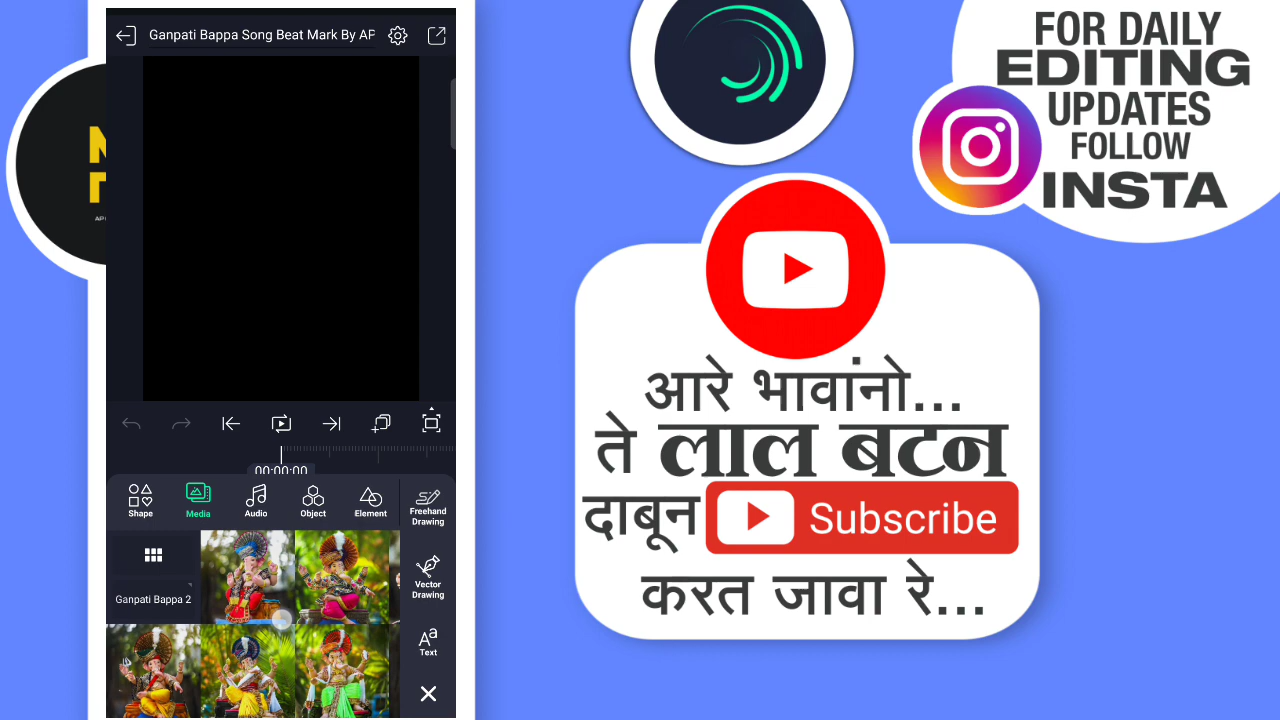 Ganpati Bappa Song Beat Mark By AP
00:00:00
Shape
Media
Audio
Object
Element
Freehand
Drawing
Ganpati Bappa 2
Vector
Drawing
Aa
Text
FOR DAILY
EDITING
UPDATES
FOLLOW
INSTA
आरे भावांनो...
ते लाल बटन
दाबून Subscribe
करत जावा रे...